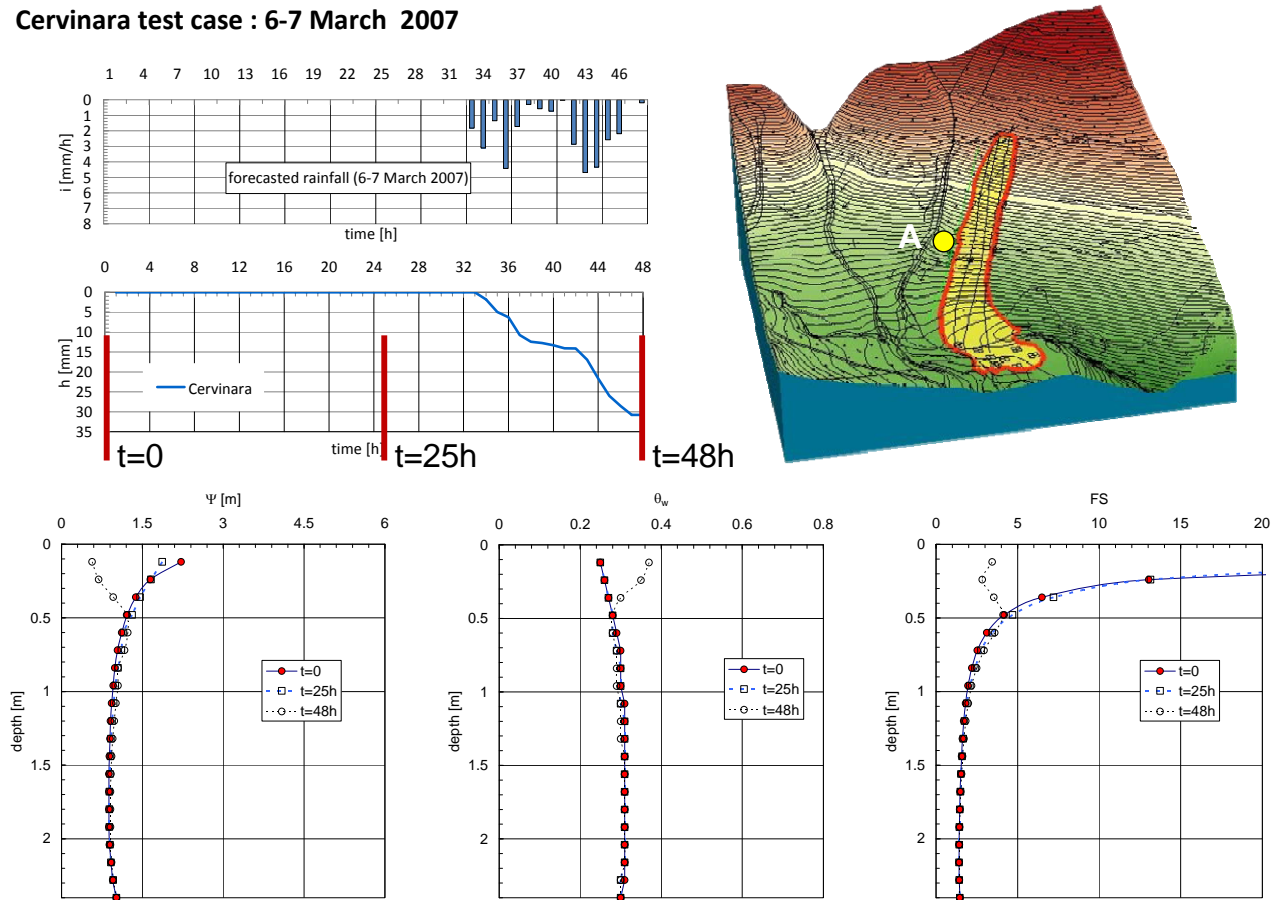 Cervinara test case : 6-7 March 2007
1 4 7 10 13 16 19 22 25 28 31 34 37 40 43 46
0
1
2
3
4
5
6
7
8
i [mm/h]
forecasted rainfall (6-7 March 2007)
time [h]
0 4 8 12 16 20 24 28 32 36 40 44 48
0
5
10
15
20
25
30
35
h [mm]
Cervinara
time [h]
t=0
t=25h
t=48h
A
Ψ [m]
0 1.5 3 4.5 6
0
0.5
1
1.5
2
depth [m]
t=0
t=25h
t=48h
θw
0 0.2 0.4 0.6 0.8
0
0.5
1
1.5
2
depth [m]
t=0
t=25h
t=48h
FS
0 5 10 15 20
0
0.5
1
1.5
2
depth [m]
t=0
t=25h
t=48h